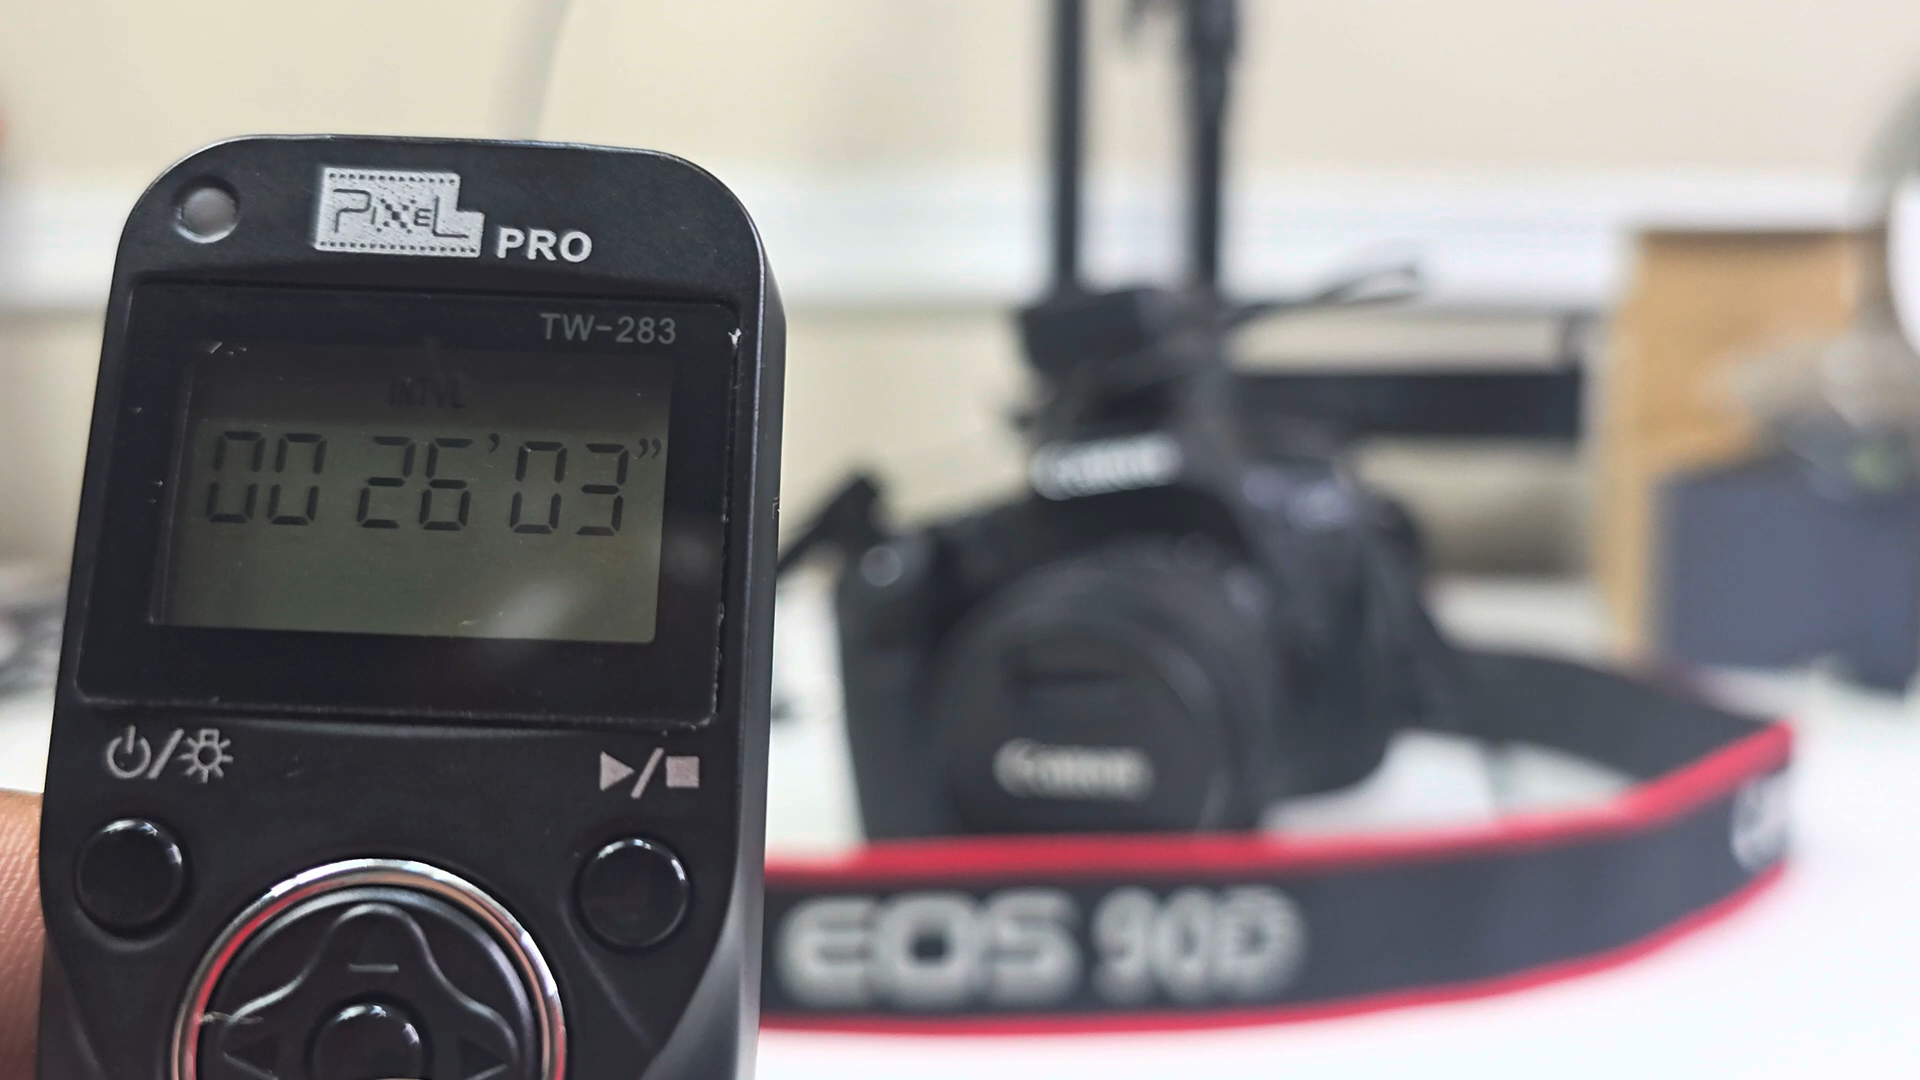 PIXEL PRO
TW-283
INTVL
00 26'03"
Canon
Canon
EOS 90D